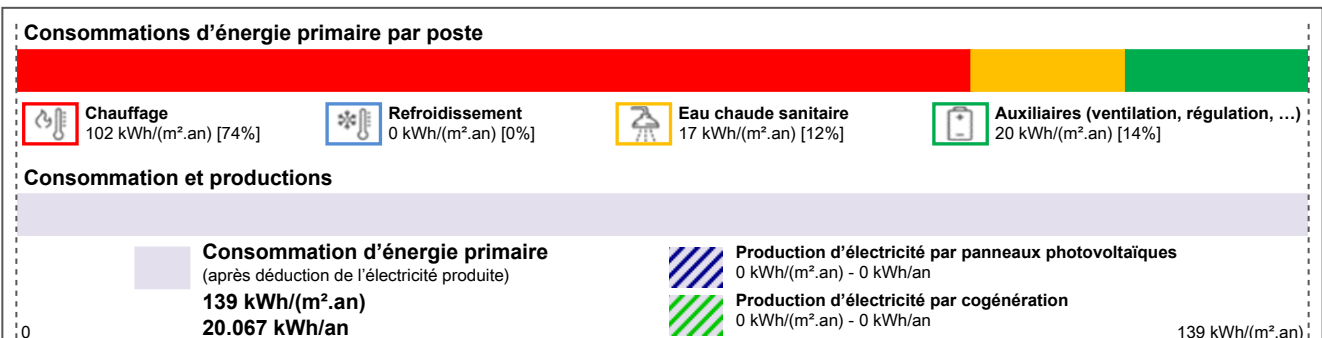 Consommations d'énergie primaire par poste
Chauffage
102 kWh/(m².an) [74%]
Refroidissement
0 kWh/(m².an) [0%]
Eau chaude sanitaire
17 kWh/(m².an) [12%]
Auxiliaires (ventilation, régulation, …)
20 kWh/(m².an) [14%]
Consommation et productions
Consommation d'énergie primaire
(après déduction de l'électricité produite)
139 kWh/(m².an)
20.067 kWh/an
Production d'électricité par panneaux photovoltaïques
0 kWh/(m².an) - 0 kWh/an
Production d'électricité par cogénération
0 kWh/(m².an) - 0 kWh/an
0
139 kWh/(m².an)